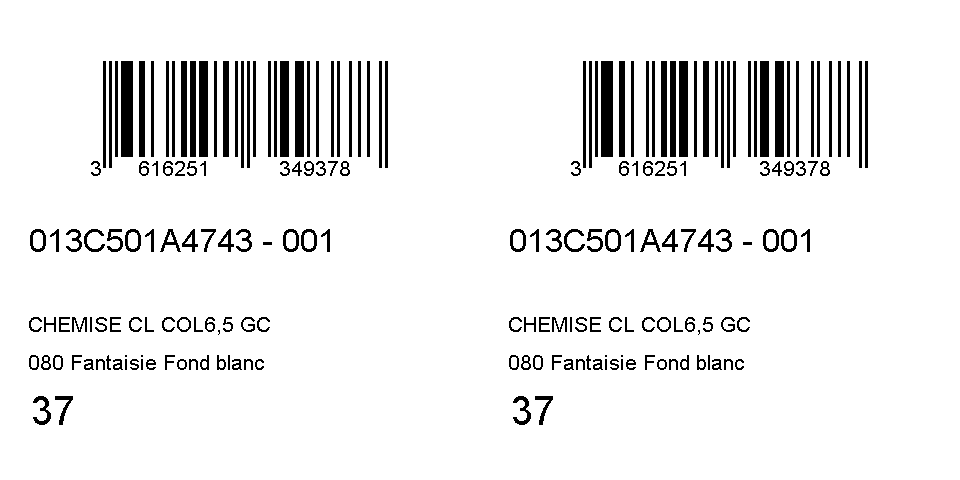 3 616251 349378
013C501A4743 - 001
CHEMISE CL COL6,5 GC
080 Fantaisie Fond blanc
37
3 616251 349378
013C501A4743 - 001
CHEMISE CL COL6,5 GC
080 Fantaisie Fond blanc
37